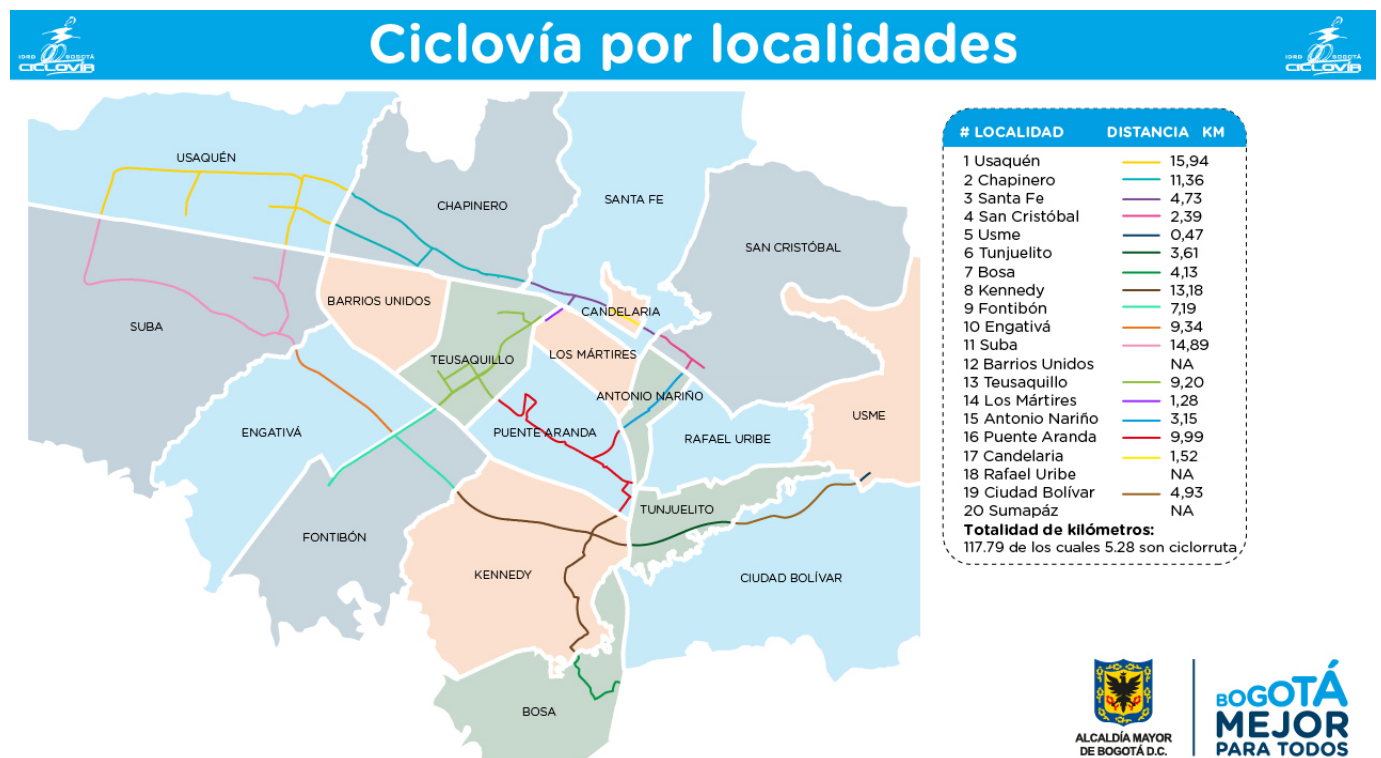 IDRD BOGOTÁ
CICLOVÍA
Ciclovía por localidades
IDRD BOGOTÁ
CICLOVÍA
USAQUÉN
CHAPINERO
SANTA FE
SAN CRISTÓBAL
BARRIOS UNIDOS
CANDELARIA
SUBA
TEUSAQUILLO
LOS MÁRTIRES
ANTONIO NARIÑO
USME
ENGATIVÁ
PUENTE ARANDA
RAFAEL URIBE
TUNJUELITO
FONTIBÓN
KENNEDY
CIUDAD BOLÍVAR
BOSA
# LOCALIDAD DISTANCIA KM
1 Usaquén 15,94
2 Chapinero 11,36
3 Santa Fe 4,73
4 San Cristóbal 2,39
5 Usme 0,47
6 Tunjuelito 3,61
7 Bosa 4,13
8 Kennedy 13,18
9 Fontibón 7,19
10 Engativá 9,34
11 Suba 14,89
12 Barrios Unidos NA
13 Teusaquillo 9,20
14 Los Mártires 1,28
15 Antonio Nariño 3,15
16 Puente Aranda 9,99
17 Candelaria 1,52
18 Rafael Uribe NA
19 Ciudad Bolívar 4,93
20 Sumapáz NA
Totalidad de kilómetros:
117.79 de los cuales 5.28 son ciclorruta
ALCALDÍA MAYOR
DE BOGOTÁ D.C.
BOGOTÁ
MEJOR
PARA TODOS